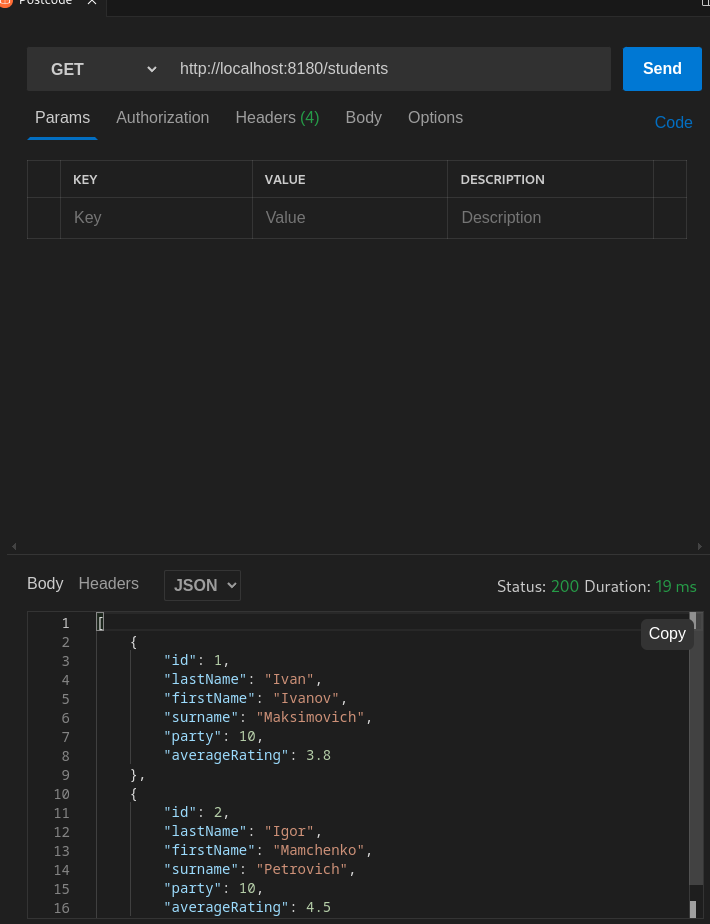 Postcode
GET http://localhost:8180/students Send
Params Authorization Headers (4) Body Options Code
KEY VALUE DESCRIPTION
Key Value Description
Body Headers JSON Status: 200 Duration: 19 ms
Copy
1 [
2 {
3 "id": 1,
4 "lastName": "Ivan",
5 "firstName": "Ivanov",
6 "surname": "Maksimovich",
7 "party": 10,
8 "averageRating": 3.8
9 },
10 {
11 "id": 2,
12 "lastName": "Igor",
13 "firstName": "Mamchenko",
14 "surname": "Petrovich",
15 "party": 10,
16 "averageRating": 4.5